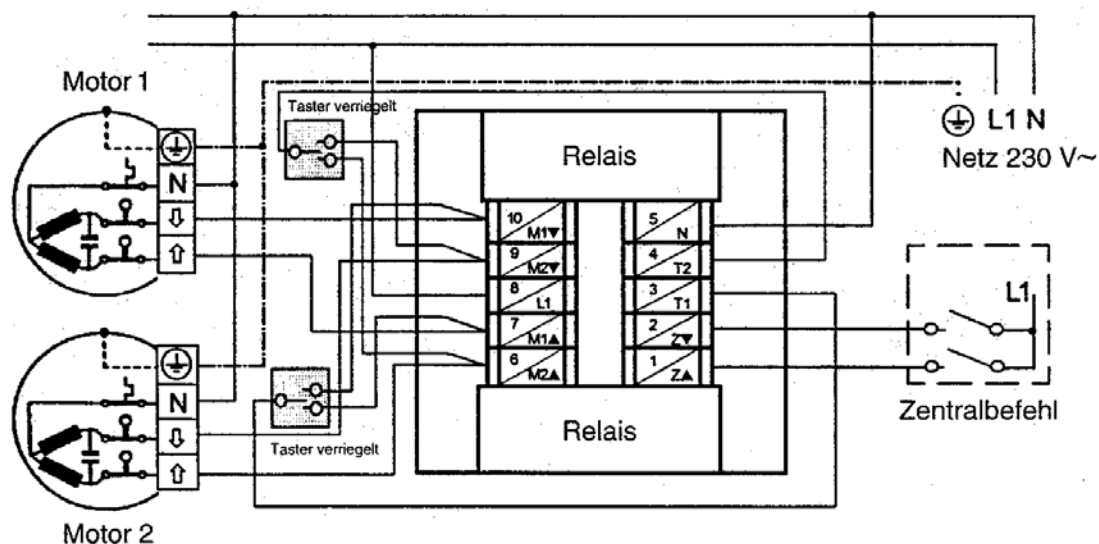 Motor 1
N
⇩
⇧
Taster verriegelt
Relais
10 M1▼
9 M2▼
8 L1
7 M1▲
6 M2▲
5 N
4 T2
3 T1
2 Z▼
1 Z▲
Relais
L1 N
Netz 230 V~
L1
Zentralbefehl
N
⇩
⇧
Motor 2
Taster verriegelt